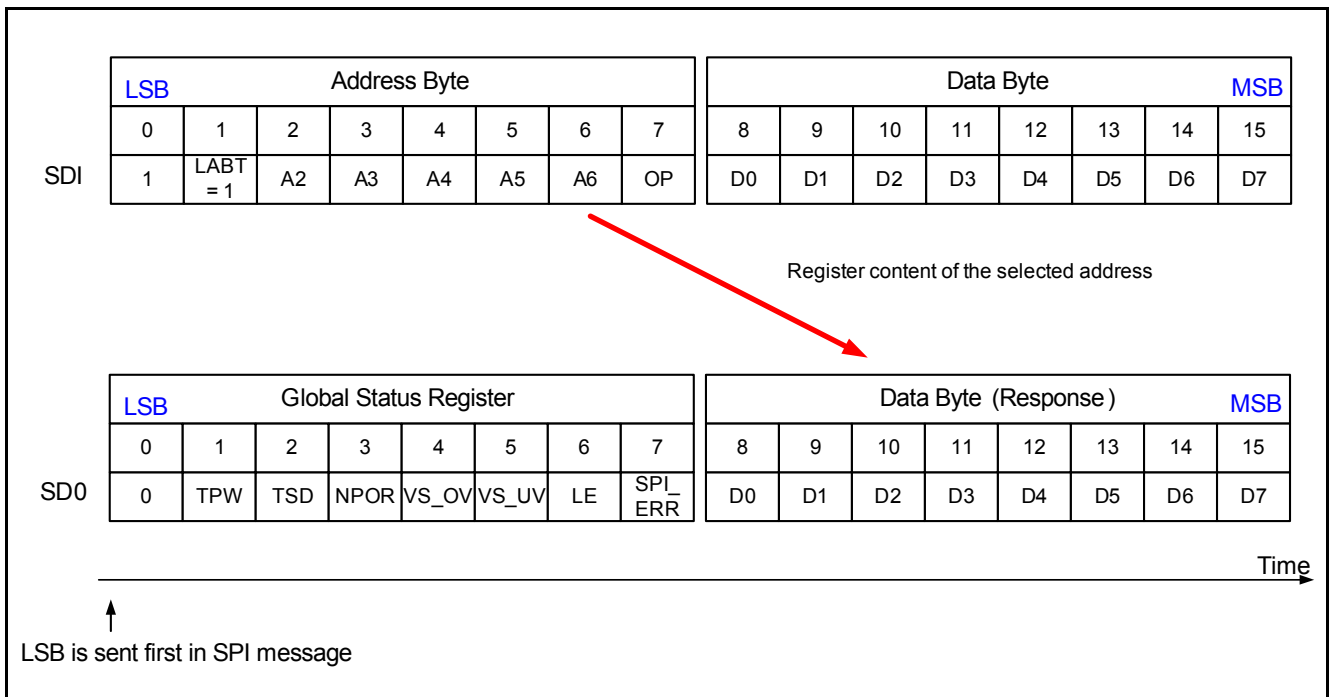 LSB Address Byte Data Byte MSB
0 1 2 3 4 5 6 7 8 9 10 11 12 13 14 15
SDI 1 LABT = 1 A2 A3 A4 A5 A6 OP D0 D1 D2 D3 D4 D5 D6 D7
Register content of the selected address
LSB Global Status Register Data Byte (Response) MSB
0 1 2 3 4 5 6 7 8 9 10 11 12 13 14 15
SD0 0 TPW TSD NPOR VS_OV VS_UV LE SPI_ERR D0 D1 D2 D3 D4 D5 D6 D7
Time
LSB is sent first in SPI message